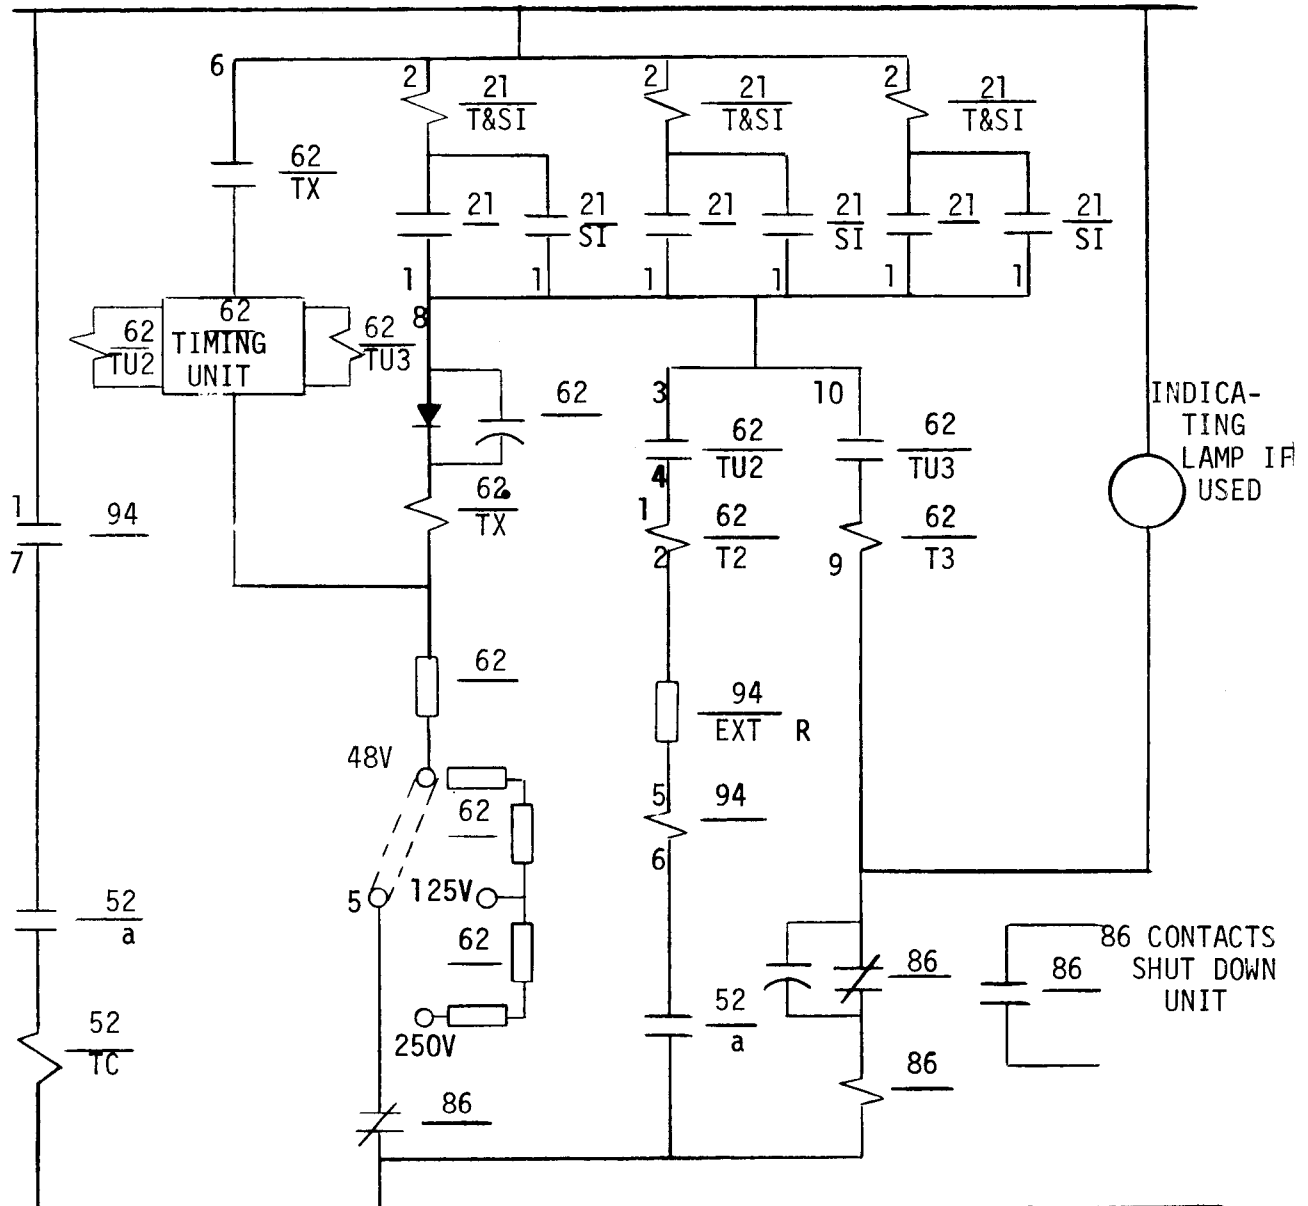 6
2
21
T&SI
2
21
T&SI
2
21
T&SI
62
TX
21
21
SI
21
21
SI
21
21
SI
1
1
1
1
1
1
8
62
TU2
62
TIMING
UNIT
62
TU3
62
3
10
INDICA-
TING
LAMP IF
USED
62
TU2
62
TU3
4
62
TX
1
94
7
1
62
T2
2
62
T3
9
62
94
EXT R
48V
62
5
94
6
5
125V
62
250V
52
a
86
86
86 CONTACTS
SHUT DOWN
UNIT
52
a
52
TC
86
86